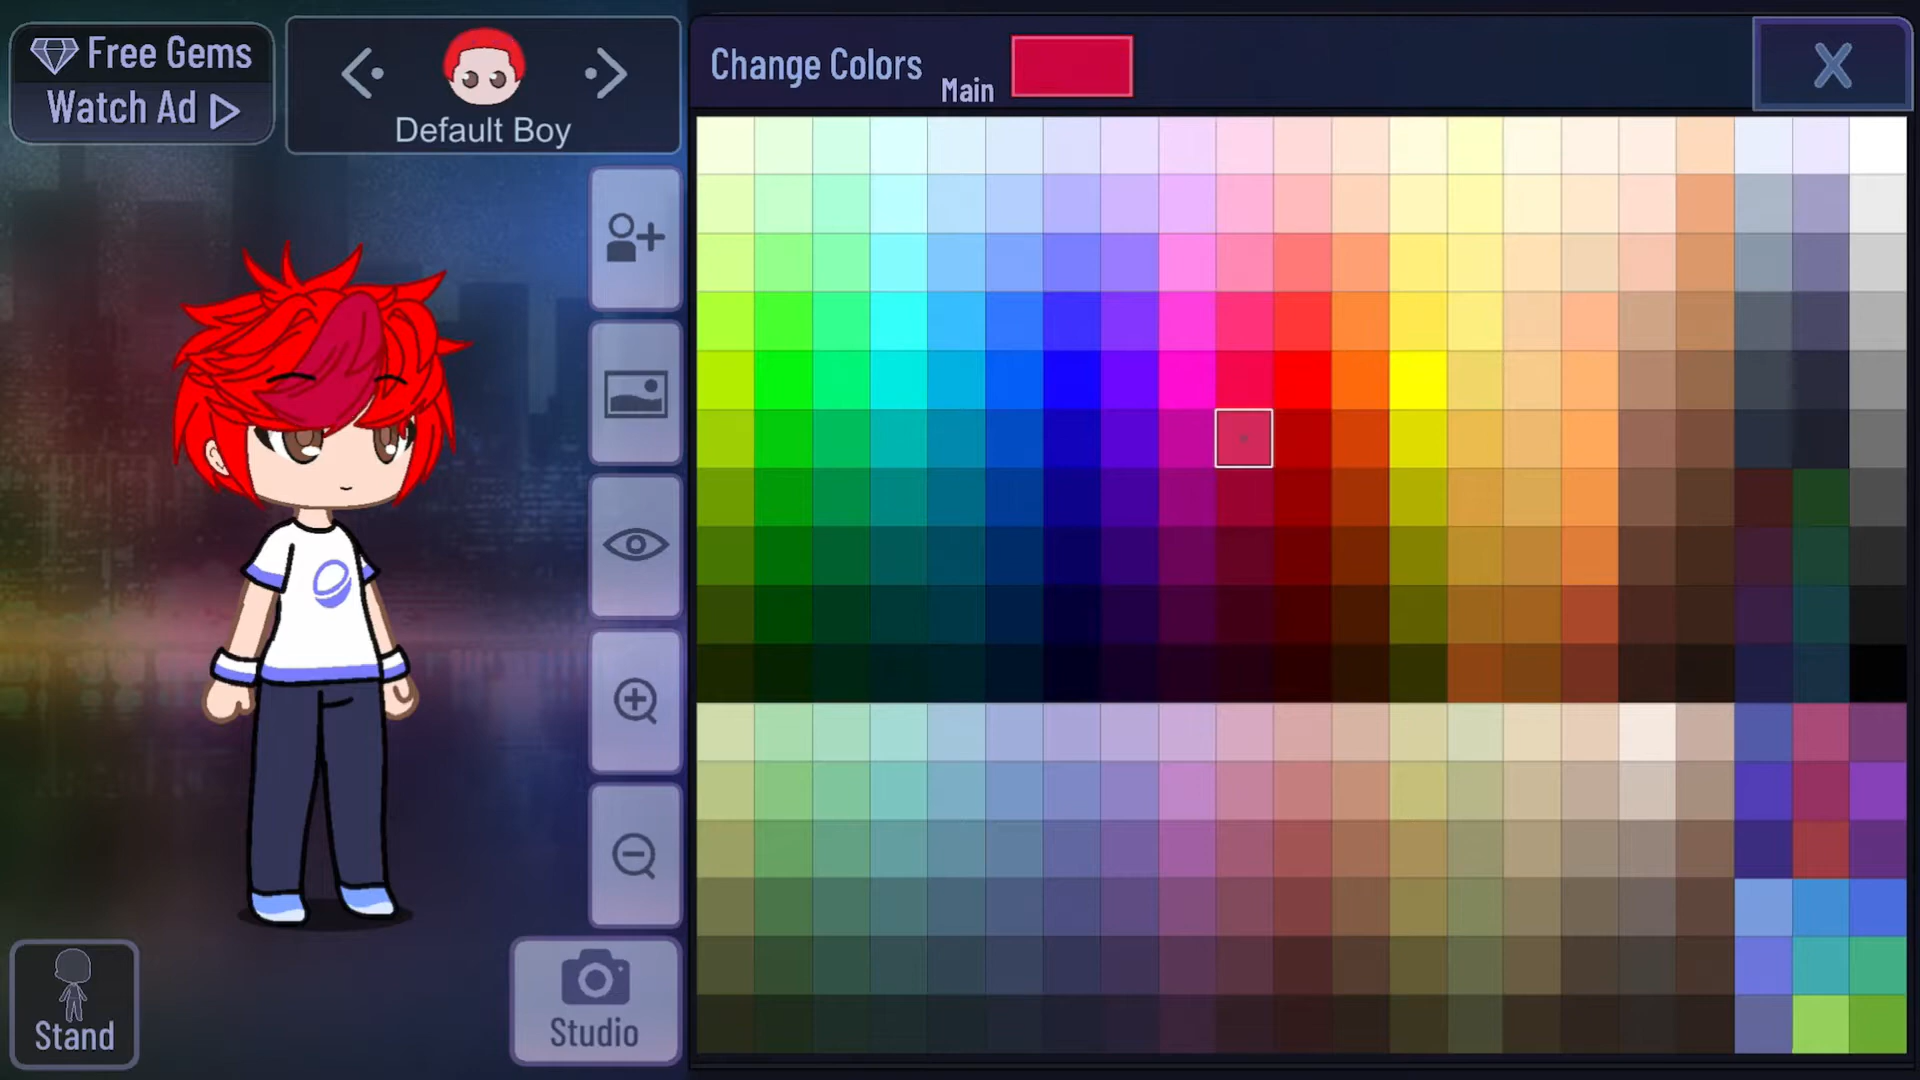 Free Gems
Watch Ad
Default Boy
Change Colors
Main
X
Stand
Studio